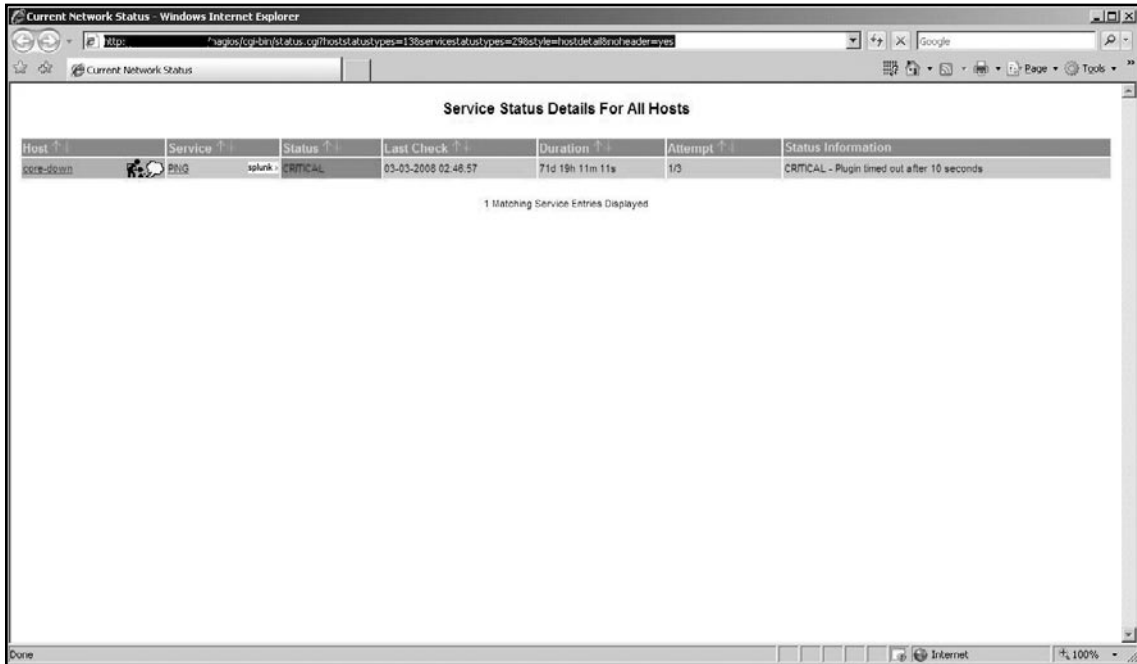 Current Network Status - Windows Internet Explorer
http: nagios/cgi-bin/status.cgi?hoststatustypes=13&servicestatustypes=29&style=hostdetail&noheader=yes
Google
Current Network Status
Page
Tools
Service Status Details For All Hosts
Host Service Status Last Check Duration Attempt Status Information
core-down PING splunk> CRITICAL 03-03-2008 02:46:57 71d 19h 11m 11s 1/3 CRITICAL - Plugin timed out after 10 seconds
1 Matching Service Entries Displayed
Done Internet 100%